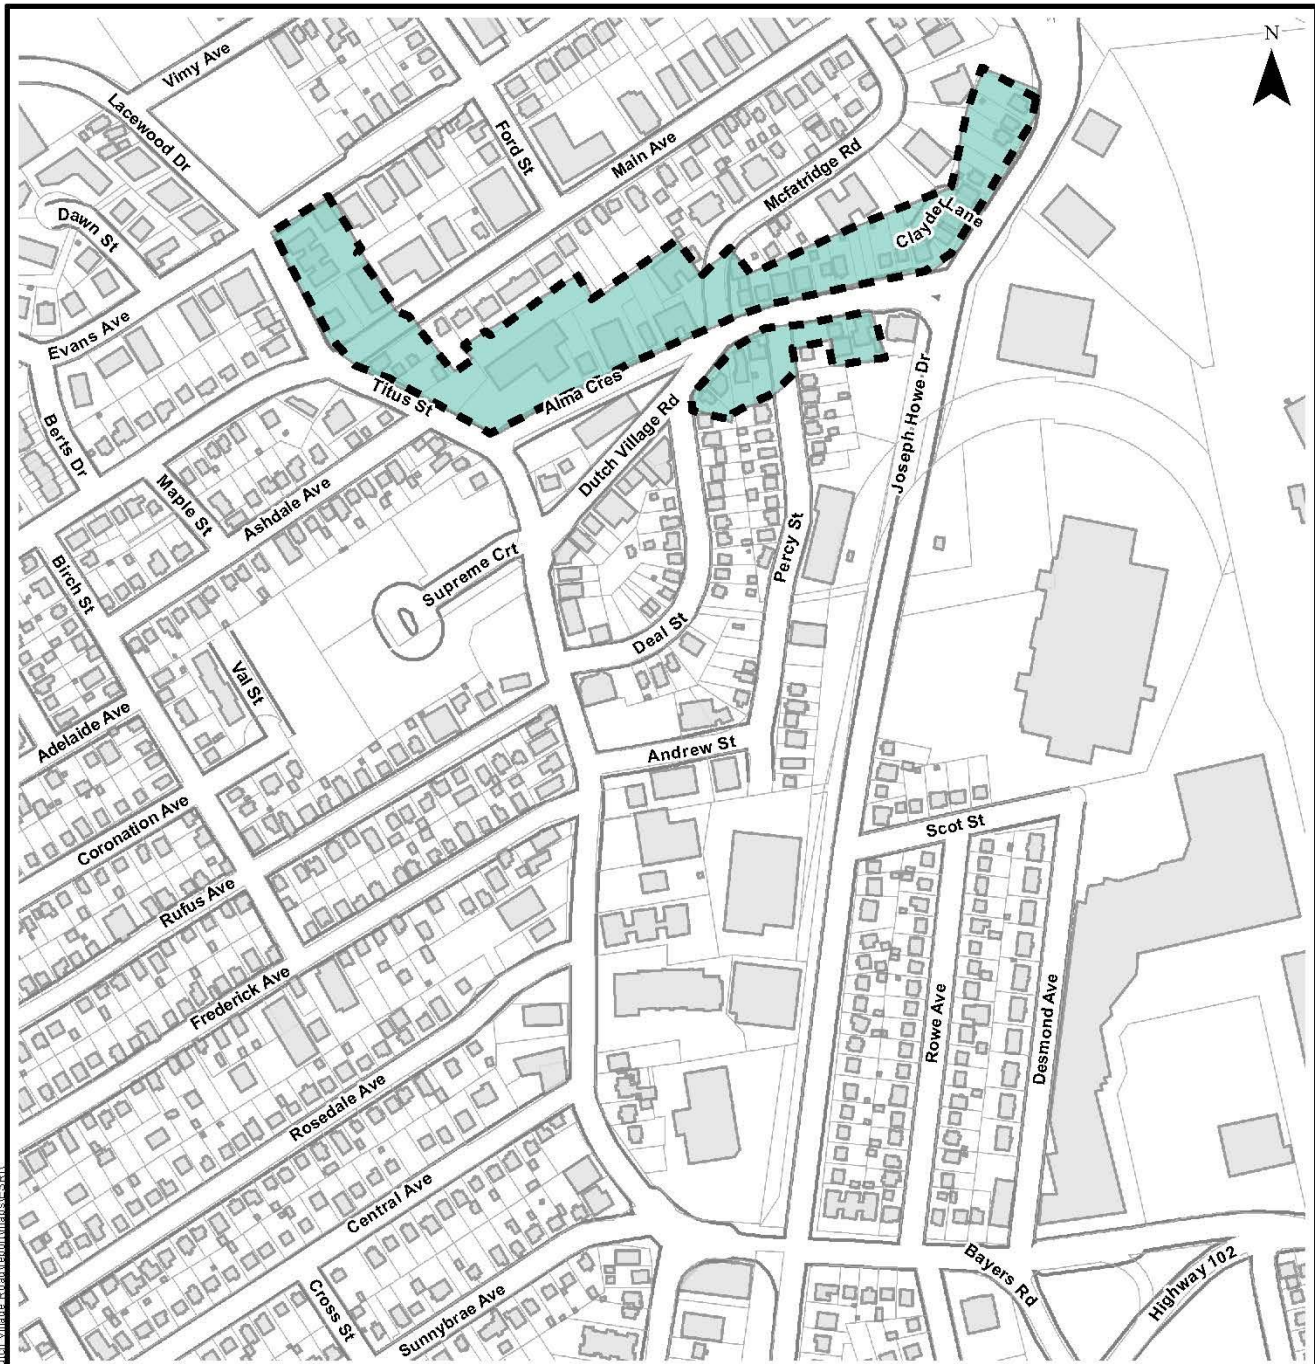 N
Vimy Ave
Lacewood Dr
Ford St
Main Ave
Mcfatridge Rd
Dawn St
Clayder Lane
Evans Ave
Titus St
Alma Cres
Joseph Howe Dr
Berts Dr
Dutch Village Rd
Maple St
Ashdale Ave
Percy St
Birch St
Supreme Crt
Deal St
Val St
Adelaide Ave
Andrew St
Coronation Ave
Scot St
Rufus Ave
Frederick Ave
Rowe Ave
Desmond Ave
Rosedale Ave
Central Ave
Bayers Rd
Highway 102
Cross St
Sunnybrae Ave